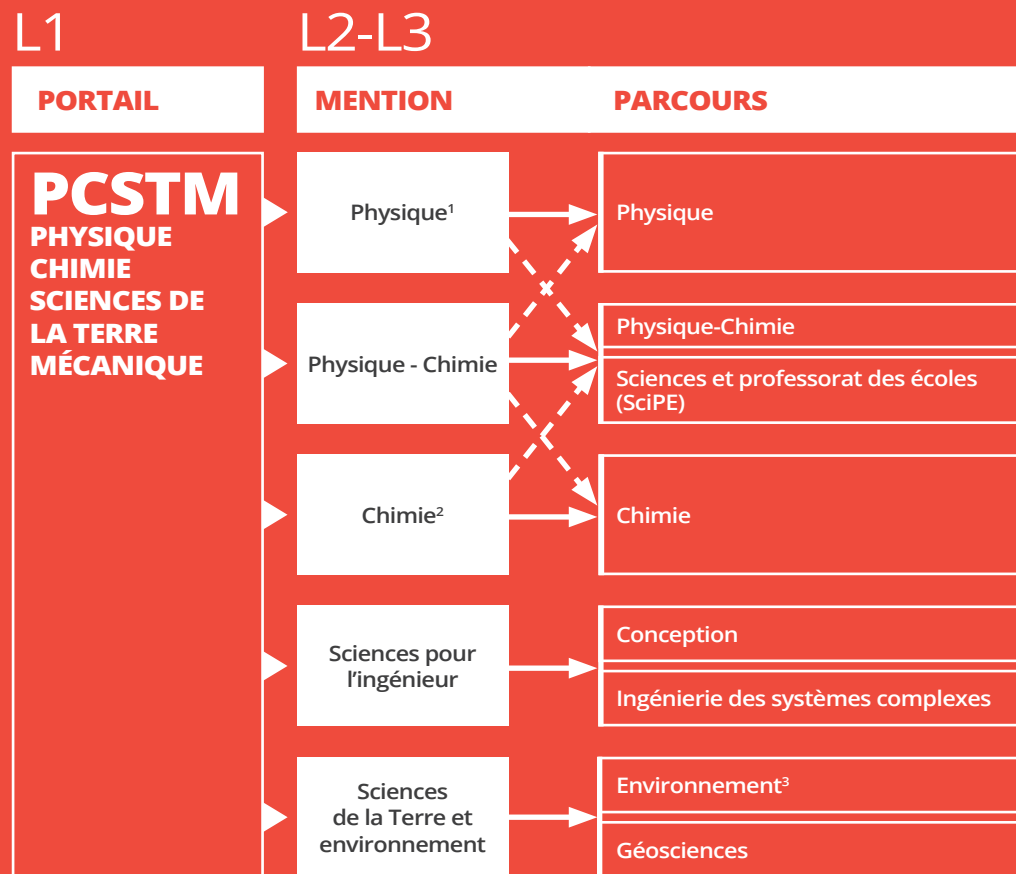 L1
L2-L3
PORTAIL
MENTION
PARCOURS
PCSTM
PHYSIQUE
CHIMIE
SCIENCES DE
LA TERRE
MÉCANIQUE
Physique¹
Physique
Physique - Chimie
Physique-Chimie
Sciences et professorat des écoles
(SciPE)
Chimie²
Chimie
Sciences pour
l’ingénieur
Conception
Ingénierie des systèmes complexes
Sciences
de la Terre et
environnement
Environnement³
Géosciences